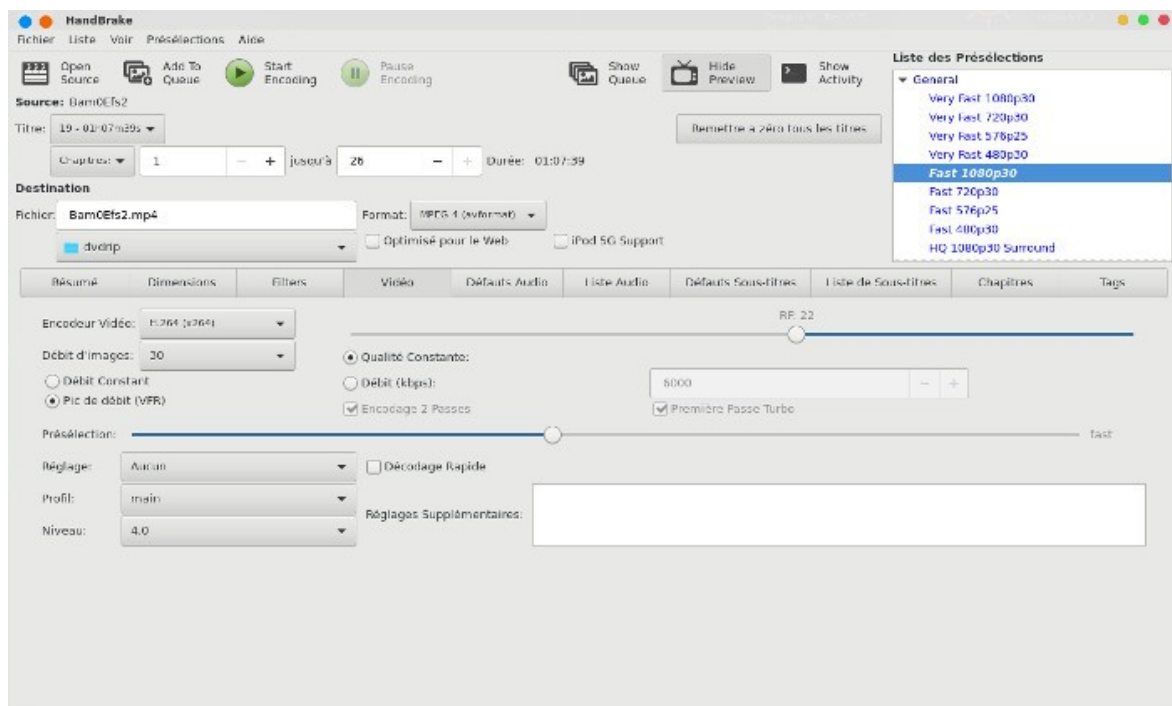 HandBrake
Fichier Liste Voir Présélections Aide
Open Source
Add To Queue
Start Encoding
Pause Encoding
Show Queue
Hide Preview
Show Activity
Liste des Présélections
General
Very Fast 1080p30
Very Fast 720p30
Very Fast 576p25
Very Fast 480p30
Fast 1080p30
Fast 720p30
Fast 576p25
Fast 480p30
HQ 1080p30 Surround
Source: Bam0Efs2
Titre: 19 - 01h07m39s
Remettre à zéro tous les titres
Chapitres: 1 - + jusqu'à 26 - + Durée: 01:07:39
Destination
Fichier: Bam0Efs2.mp4 Format: MPEG-4 (avformat)
dvdrip Optimisé pour le Web iPod 5G Support
Résumé Dimensions Filters Vidéo Défauts Audio Liste Audio Défauts Sous-titres Liste de Sous-titres Chapitres Tags
Encodeur Vidéo: H.264 (x264) RF: 22
Débit d'images: 30 Qualité Constante:
Débit Constant Débit (kbps): 6000 - +
Pic de débit (VFR) Encodage 2 Passes Première Passe Turbo
Présélection: fast
Réglage: Aucun Décodage Rapide
Profil: main
Réglages Supplémentaires:
Niveau: 4.0